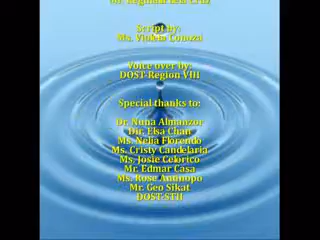 Script by:
Ms. Vinlets Conoza
Voice over by:
DOST-Region VIII
Special thanks to:
Dr. Nuna Almanzor
Dir. Elsa Chan
Ms. Nelia Florendo
Ms. Cristy Candelaria
Ms. Josie Celorico
Mr. Edmar Casa
Ms. Rose Antinopo
Mr. Geo Sikat
DOST-STII